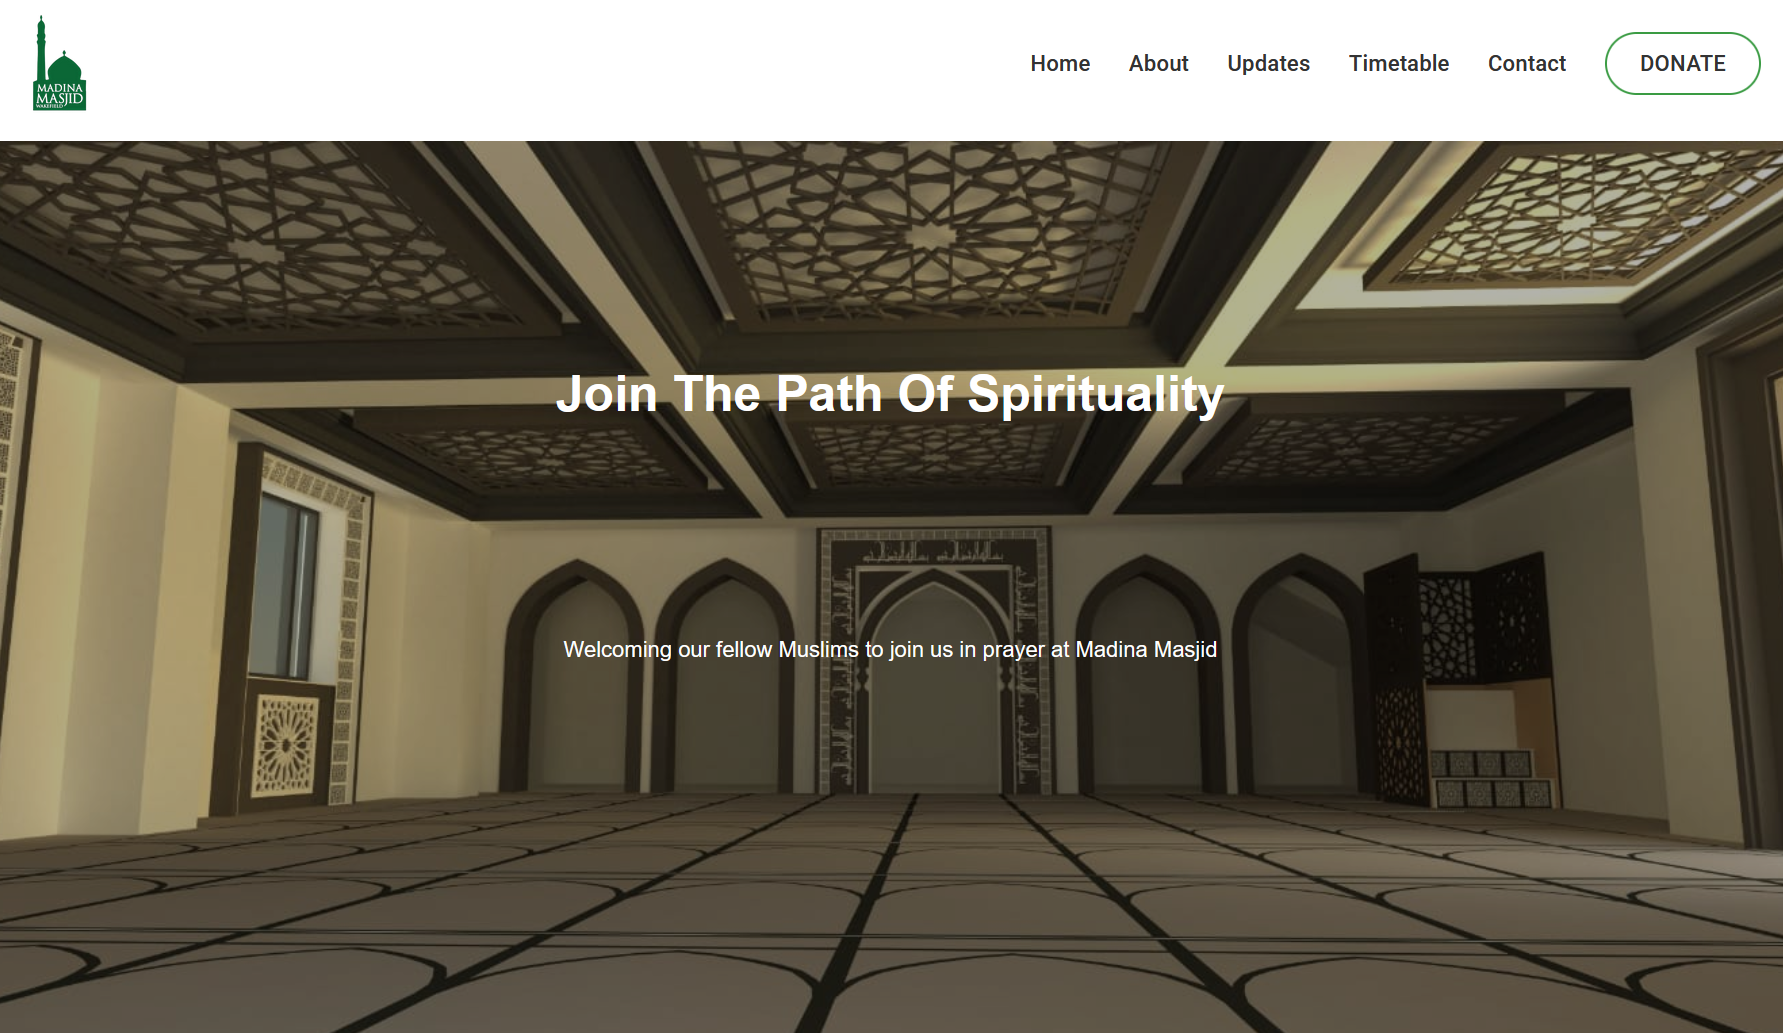 MADINA
MASJID
WAKEFIELD
Home
About
Updates
Timetable
Contact
DONATE
Join The Path Of Spirituality
Welcoming our fellow Muslims to join us in prayer at Madina Masjid